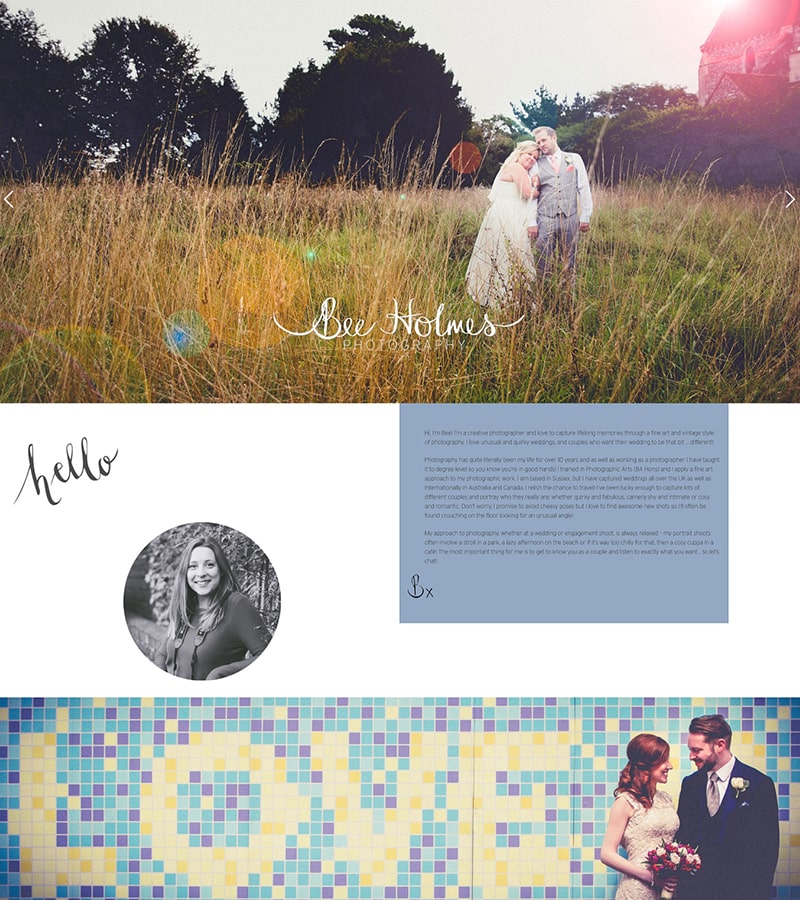 Bee Holmes
PHOTOGRAPHY
hello
Hi, I'm Bee! I'm a creative photographer and love to capture lifelong memories through a fine art and vintage style
of photography. I love unusual and quirky weddings, and couples who want their wedding to be that bit ... different!
Photography has quite literally been my life for over 10 years and as well as working as a photographer I have taught
it to degree level so you know you're in good hands! I trained in Photographic Arts (BA Hons) and I apply a fine art
approach to my photographic work. I am based in Sussex, but I have captured weddings all over the UK as well as
internationally in Australia and Canada. I relish the chance to travel! I've been lucky enough to capture lots of
different couples and portray who they really are; whether quirky and fabulous, camera shy and intimate or cosy
and romantic. Don't worry, I promise to avoid cheesy poses but I love to find awesome new shots so I'll often be
found crouching on the floor looking for an unusual angle!
My approach to photography, whether at a wedding or engagement shoot, is always relaxed – my portrait shoots
often involve a stroll in a park, a lazy afternoon on the beach or if it's way too chilly for that, then a cosy cuppa in a
café! The most important thing for me is to get to know you as a couple and listen to exactly what you want... so let's
chat!
B x
LOVE